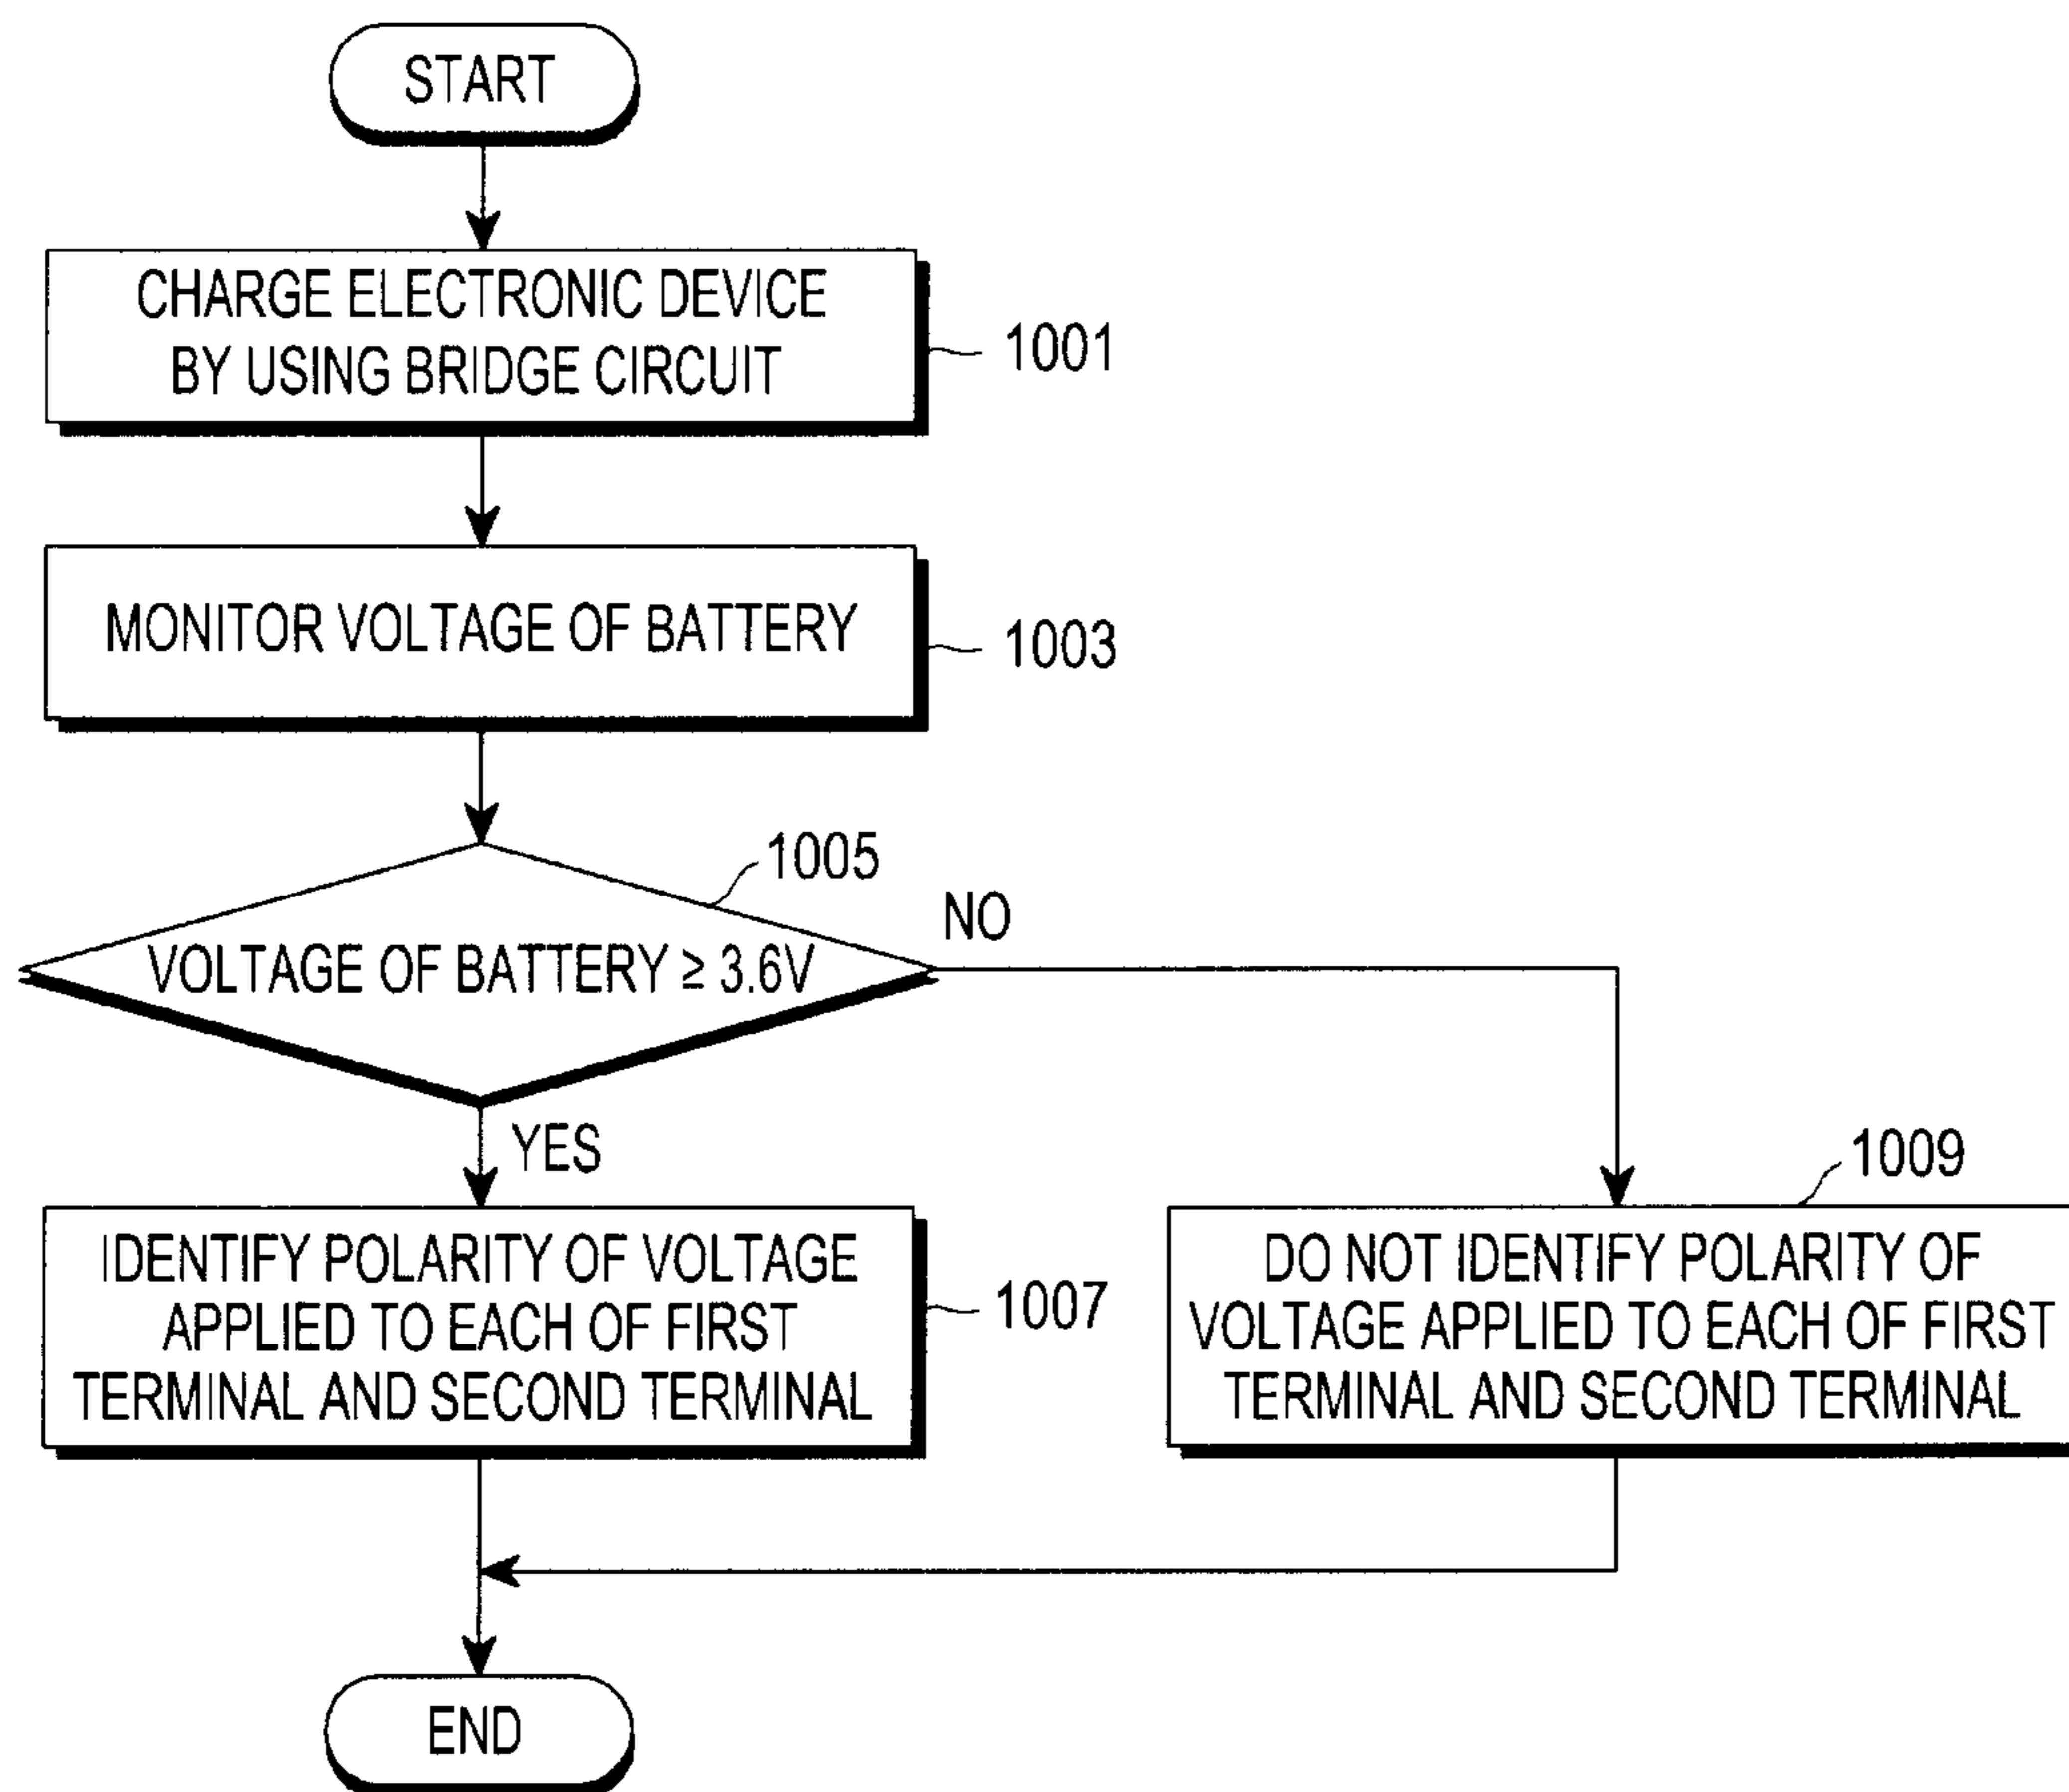 START
CHARGE ELECTRONIC DEVICE
BY USING BRIDGE CIRCUIT
1001
MONITOR VOLTAGE OF BATTERY
1003
1005
VOLTAGE OF BATTERY ≥ 3.6V
NO
YES
IDENTIFY POLARITY OF VOLTAGE
APPLIED TO EACH OF FIRST
TERMINAL AND SECOND TERMINAL
1007
1009
DO NOT IDENTIFY POLARITY OF
VOLTAGE APPLIED TO EACH OF FIRST
TERMINAL AND SECOND TERMINAL
END